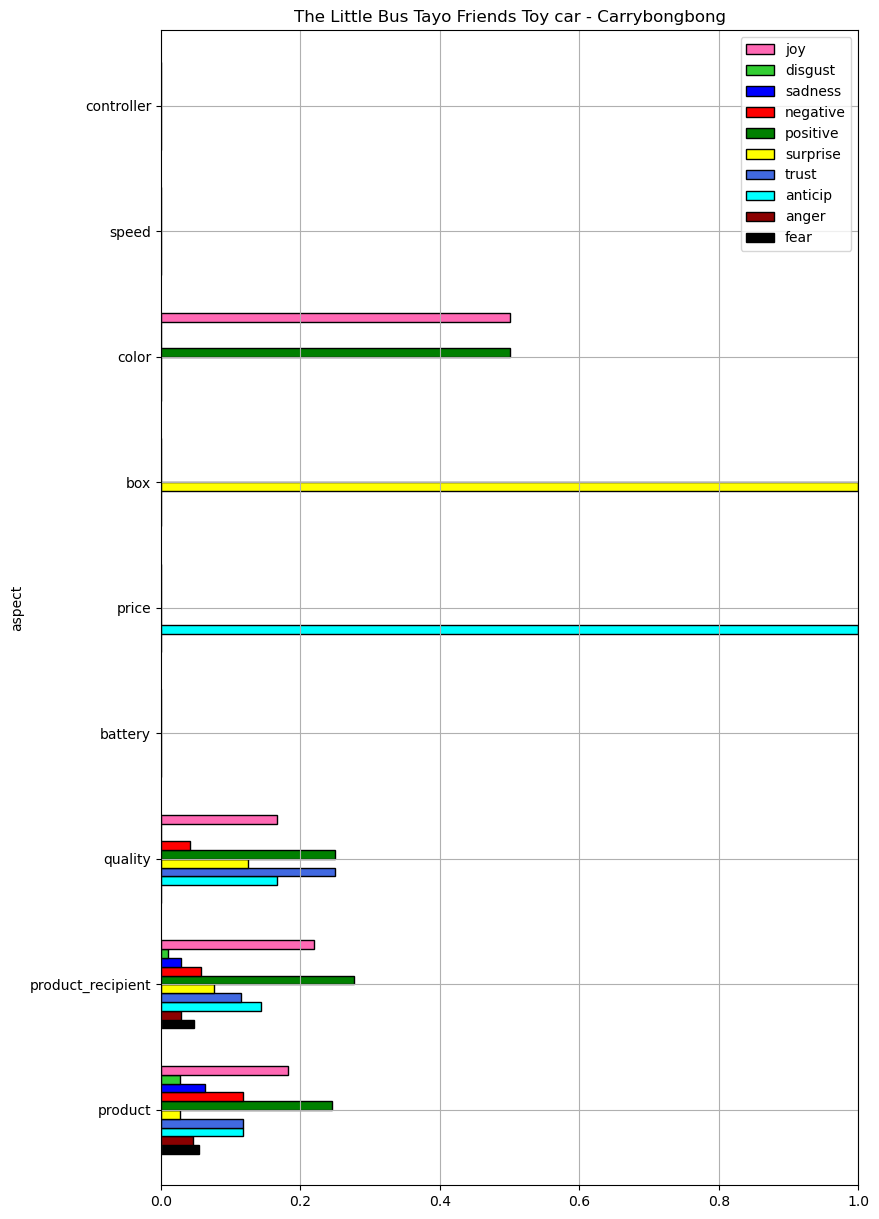 The Little Bus Tayo Friends Toy car - Carrybongbong
joy
disgust
sadness
negative
positive
surprise
trust
anticip
anger
fear
controller
speed
color
box
price
battery
quality
product_recipient
product
aspect
0.0 0.2 0.4 0.6 0.8 1.0